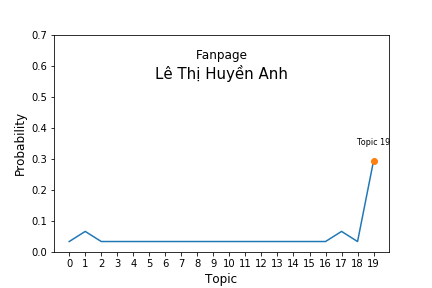 Fanpage
Lê Thị Huyền Anh
0.7
0.6
0.5
0.4
0.3
0.2
0.1
0.0
Probability
Topic 19
0 1 2 3 4 5 6 7 8 9 10 11 12 13 14 15 16 17 18 19
Topic